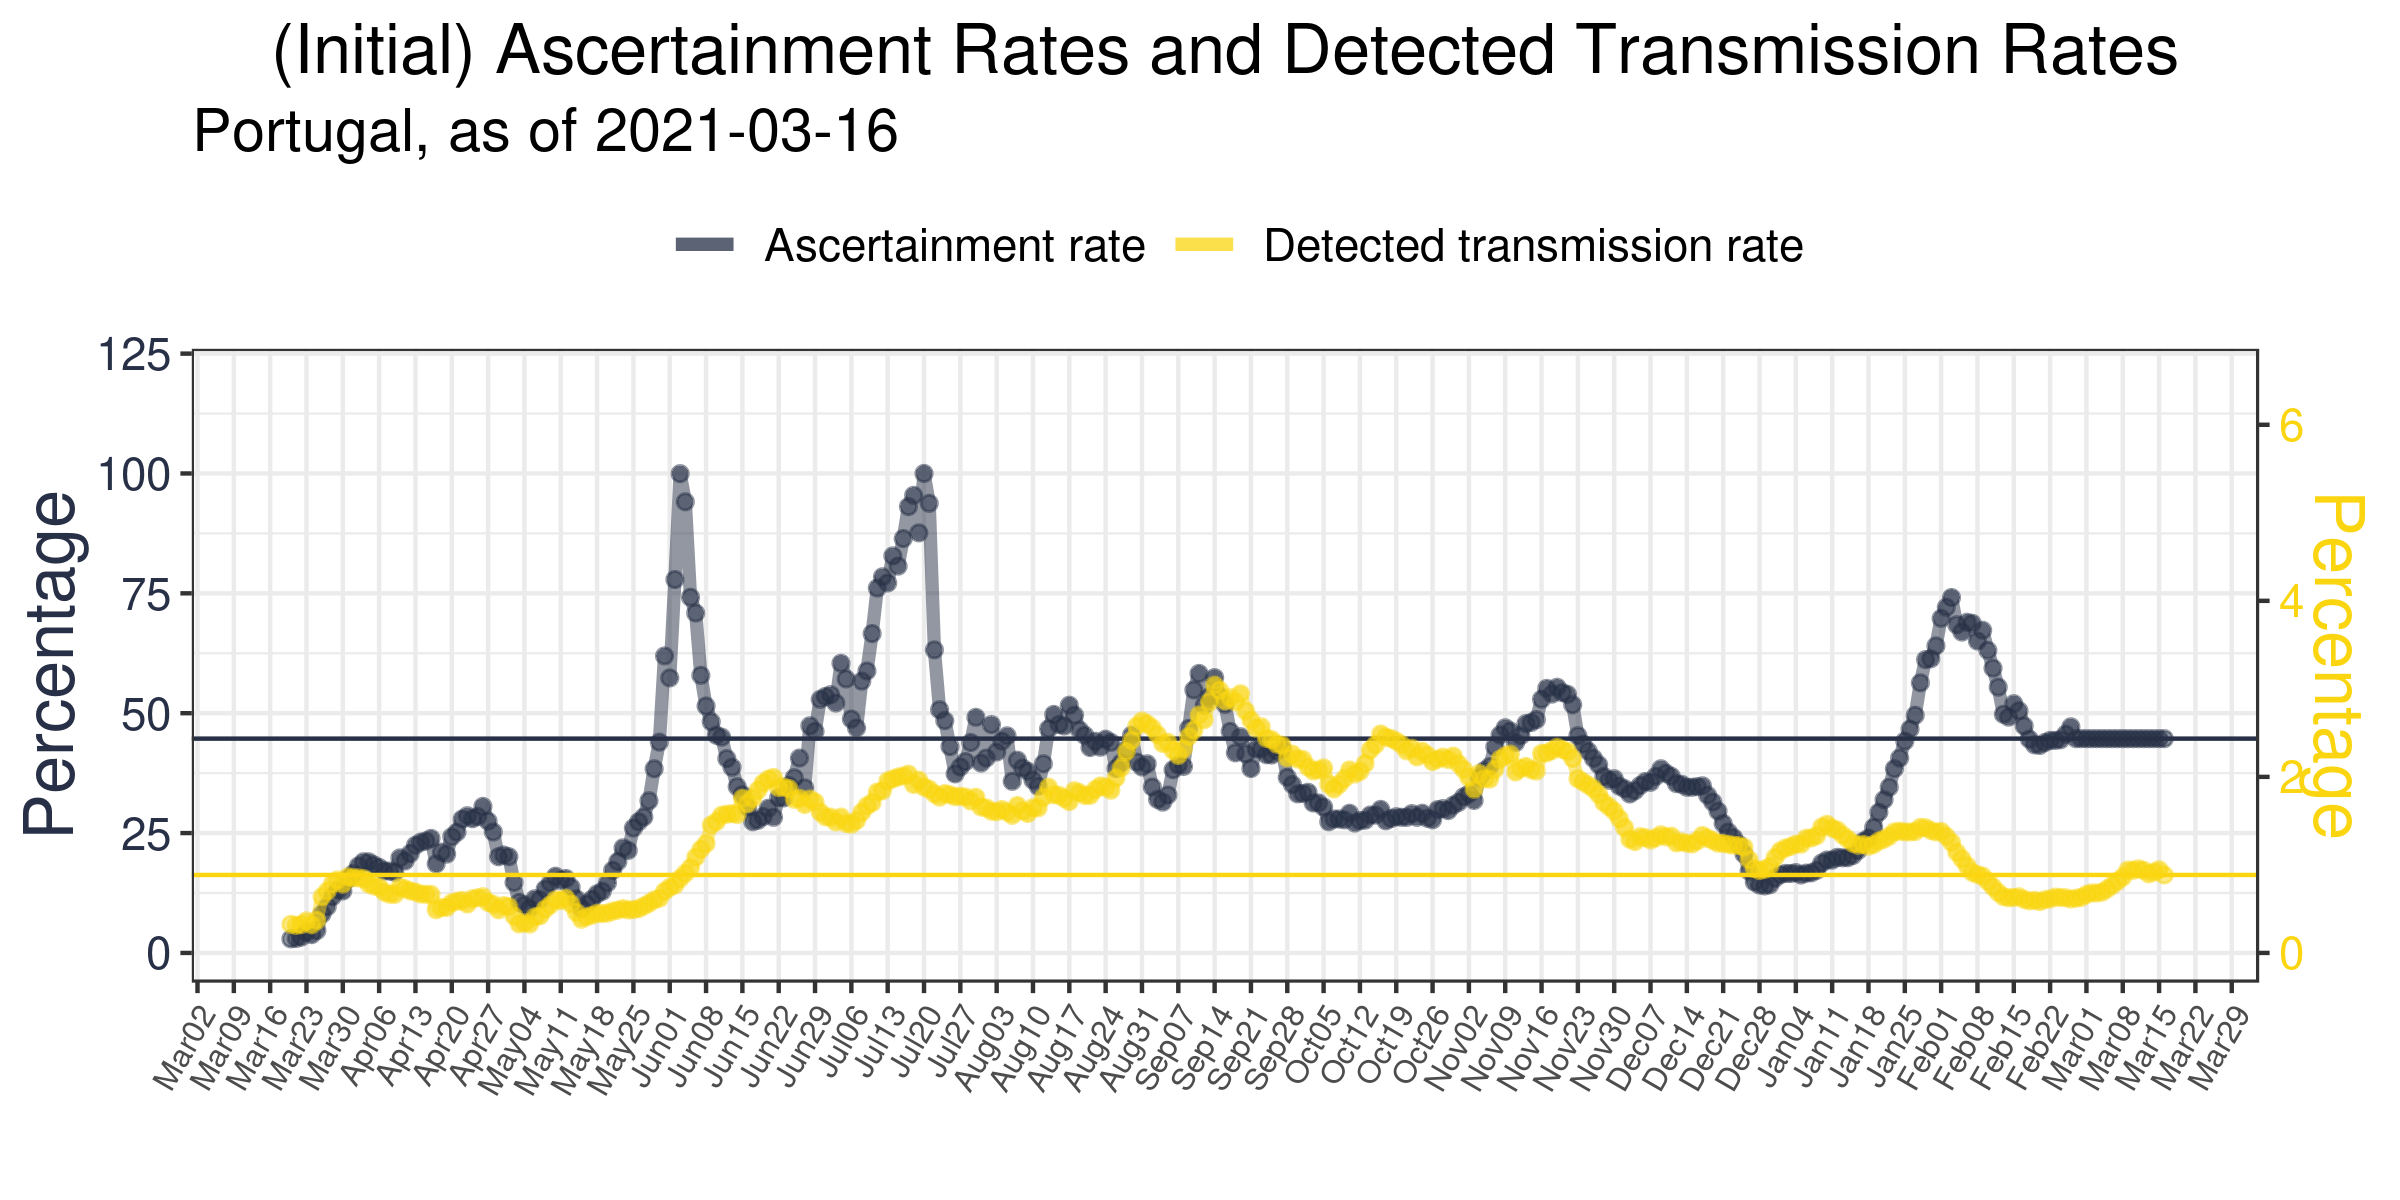 (Initial) Ascertainment Rates and Detected Transmission Rates
Portugal, as of 2021-03-16
Ascertainment rate
Detected transmission rate
Percentage
125
100
75
50
25
0
6
4
2
0
Percentage
Mar02
Mar09
Mar16
Mar23
Mar30
Apr06
Apr13
Apr20
Apr27
May04
May11
May18
May25
Jun01
Jun08
Jun15
Jun22
Jun29
Jul06
Jul13
Jul20
Jul27
Aug03
Aug10
Aug17
Aug24
Aug31
Sep07
Sep14
Sep21
Sep28
Oct05
Oct12
Oct19
Oct26
Nov02
Nov09
Nov16
Nov23
Nov30
Dec07
Dec14
Dec21
Dec28
Jan04
Jan11
Jan18
Jan25
Feb01
Feb08
Feb15
Feb22
Mar01
Mar08
Mar15
Mar22
Mar29